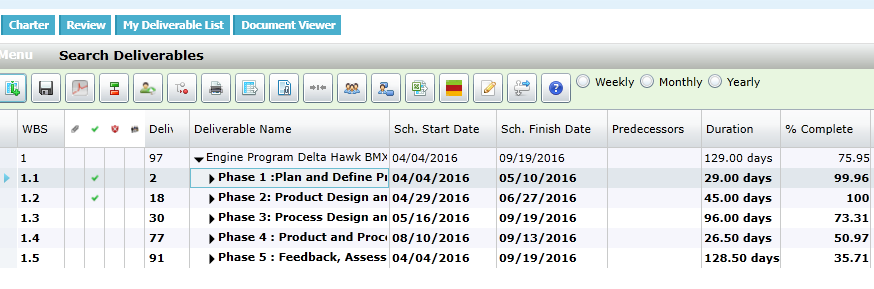 Charter Review My Deliverable List Document Viewer
Menu Search Deliverables
Weekly Monthly Yearly
WBS Deliv Deliverable Name Sch. Start Date Sch. Finish Date Predecessors Duration % Complete
1 97 Engine Program Delta Hawk BMX 04/04/2016 09/19/2016 129.00 days 75.95
1.1 2 Phase 1 :Plan and Define Pr 04/04/2016 05/10/2016 29.00 days 99.96
1.2 18 Phase 2: Product Design an 04/29/2016 06/27/2016 45.00 days 100
1.3 30 Phase 3: Process Design an 05/16/2016 09/19/2016 96.00 days 73.31
1.4 77 Phase 4 : Product and Proce 08/10/2016 09/13/2016 26.50 days 50.97
1.5 91 Phase 5 : Feedback, Assess 04/04/2016 09/19/2016 128.50 days 35.71